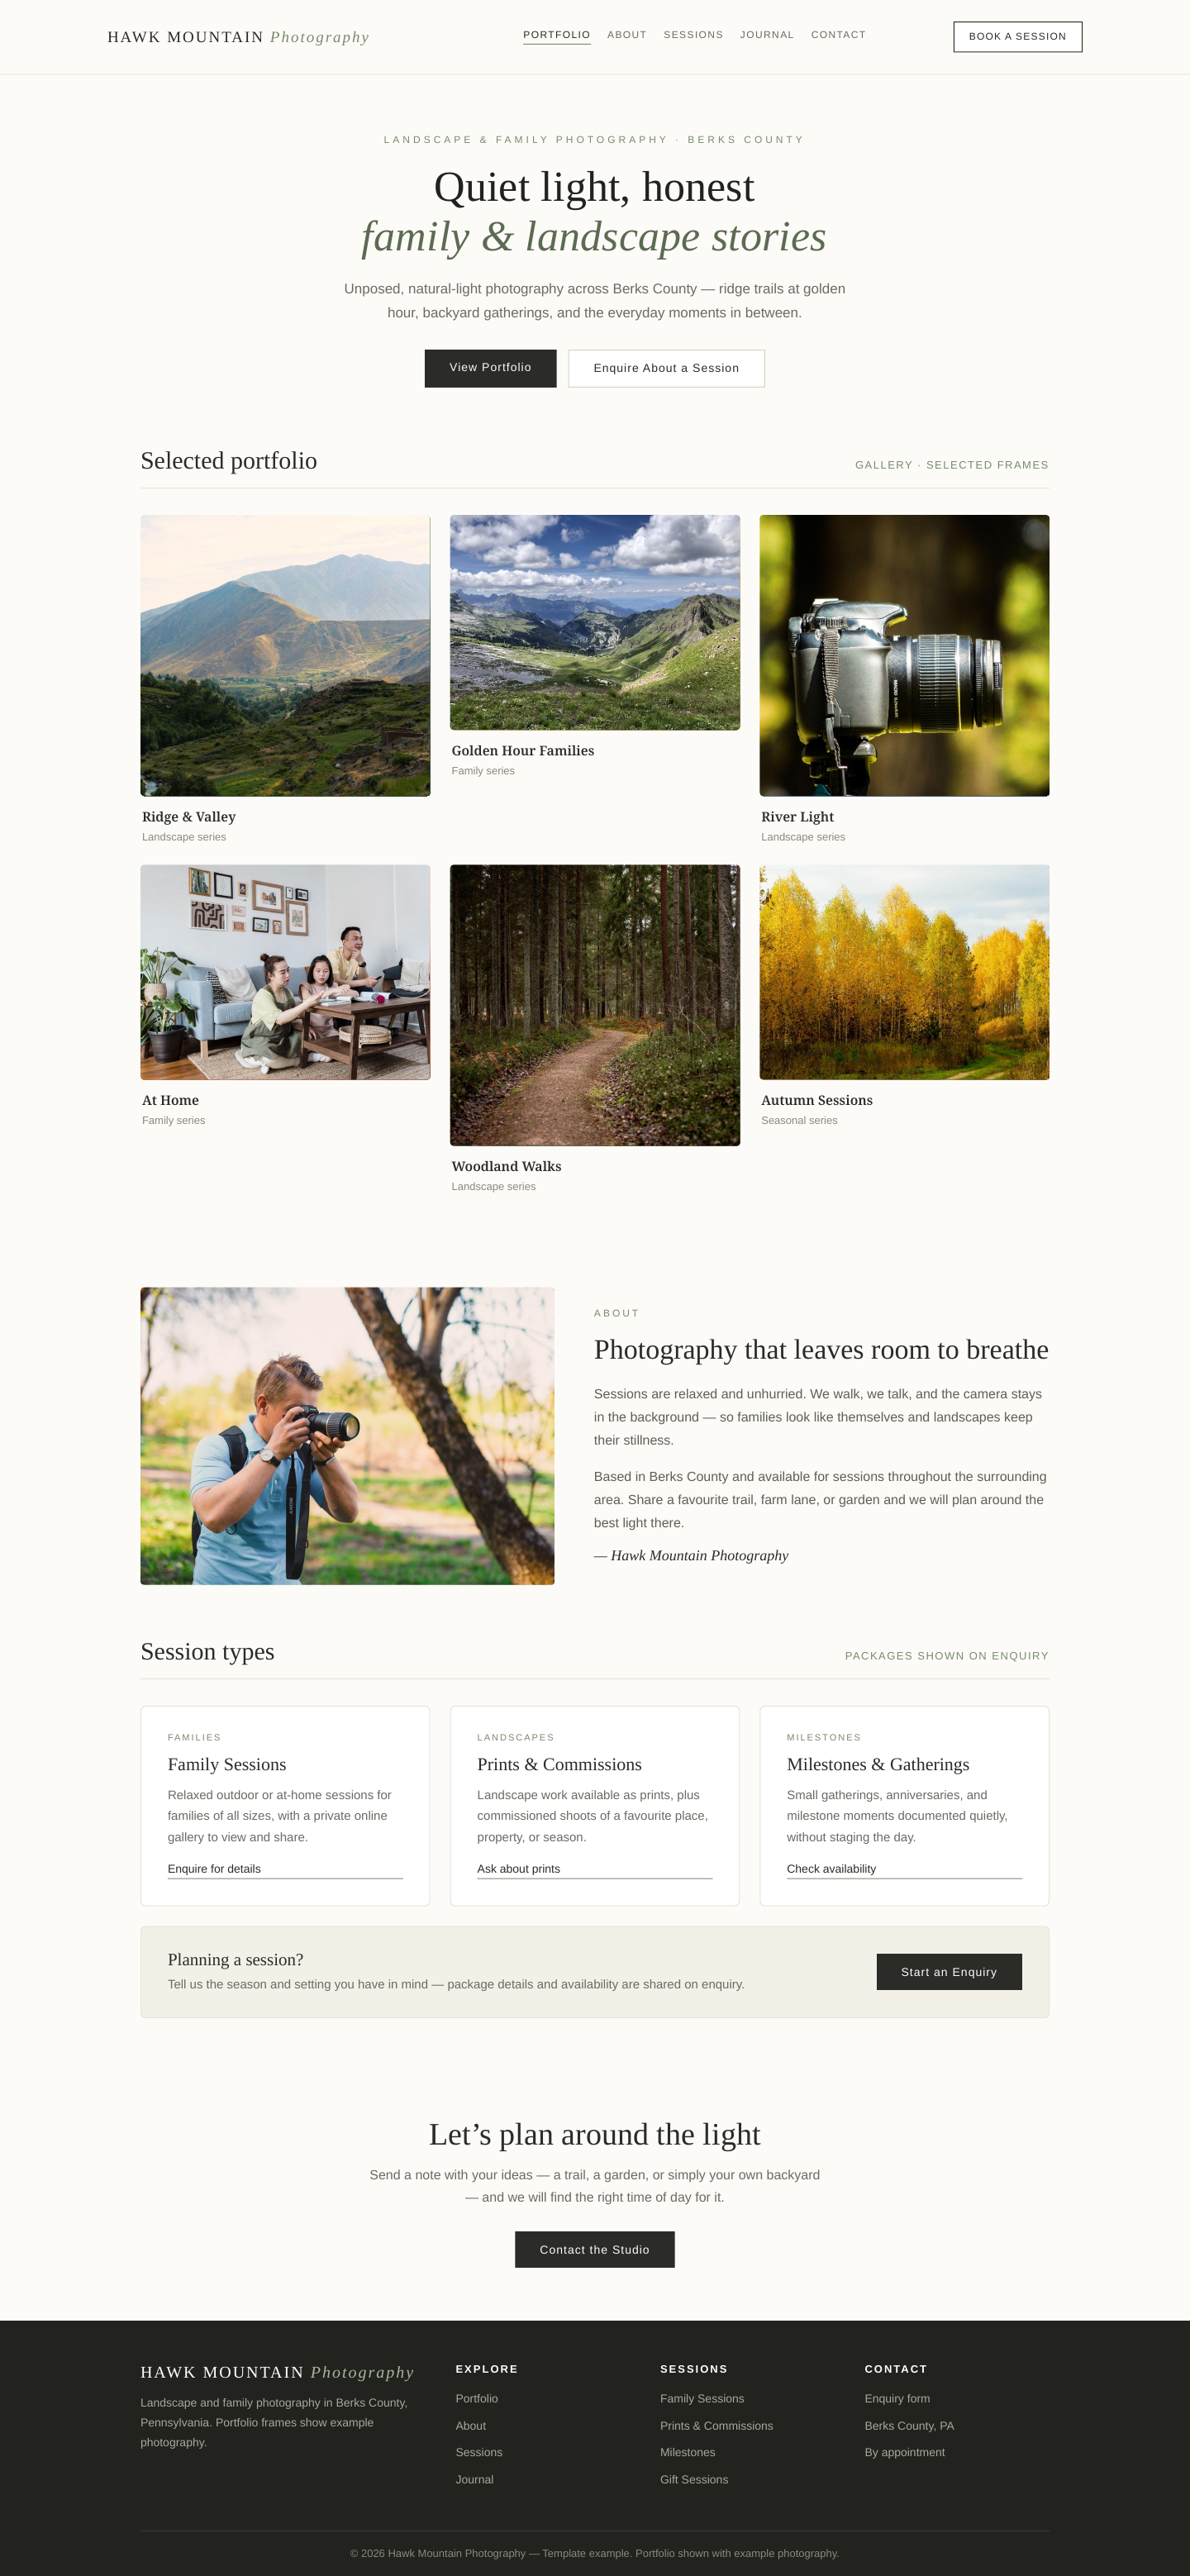 HAWK MOUNTAIN Photography
PORTFOLIO
ABOUT
SESSIONS
JOURNAL
CONTACT
BOOK A SESSION
LANDSCAPE & FAMILY PHOTOGRAPHY · BERKS COUNTY
Quiet light, honest
family & landscape stories
Unposed, natural-light photography across Berks County — ridge trails at golden
hour, backyard gatherings, and the everyday moments in between.
View Portfolio
Enquire About a Session
Selected portfolio
GALLERY · SELECTED FRAMES
Golden Hour Families
Family series
Ridge & Valley
Landscape series
River Light
Landscape series
At Home
Family series
Autumn Sessions
Seasonal series
Woodland Walks
Landscape series
ABOUT
Photography that leaves room to breathe
Sessions are relaxed and unhurried. We walk, we talk, and the camera stays
in the background — so families look like themselves and landscapes keep
their stillness.
Based in Berks County and available for sessions throughout the surrounding
area. Share a favourite trail, farm lane, or garden and we will plan around the
best light there.
— Hawk Mountain Photography
Session types
PACKAGES SHOWN ON ENQUIRY
FAMILIES
Family Sessions
Relaxed outdoor or at-home sessions for
families of all sizes, with a private online
gallery to view and share.
Enquire for details
LANDSCAPES
Prints & Commissions
Landscape work available as prints, plus
commissioned shoots of a favourite place,
property, or season.
Ask about prints
MILESTONES
Milestones & Gatherings
Small gatherings, anniversaries, and
milestone moments documented quietly,
without staging the day.
Check availability
Planning a session?
Tell us the season and setting you have in mind — package details and availability are shared on enquiry.
Start an Enquiry
Let’s plan around the light
Send a note with your ideas — a trail, a garden, or simply your own backyard
— and we will find the right time of day for it.
Contact the Studio
HAWK MOUNTAIN Photography
Landscape and family photography in Berks County,
Pennsylvania. Portfolio frames show example
photography.
EXPLORE
Portfolio
About
Sessions
Journal
SESSIONS
Family Sessions
Prints & Commissions
Milestones
Gift Sessions
CONTACT
Enquiry form
Berks County, PA
By appointment
© 2026 Hawk Mountain Photography — Template example. Portfolio shown with example photography.